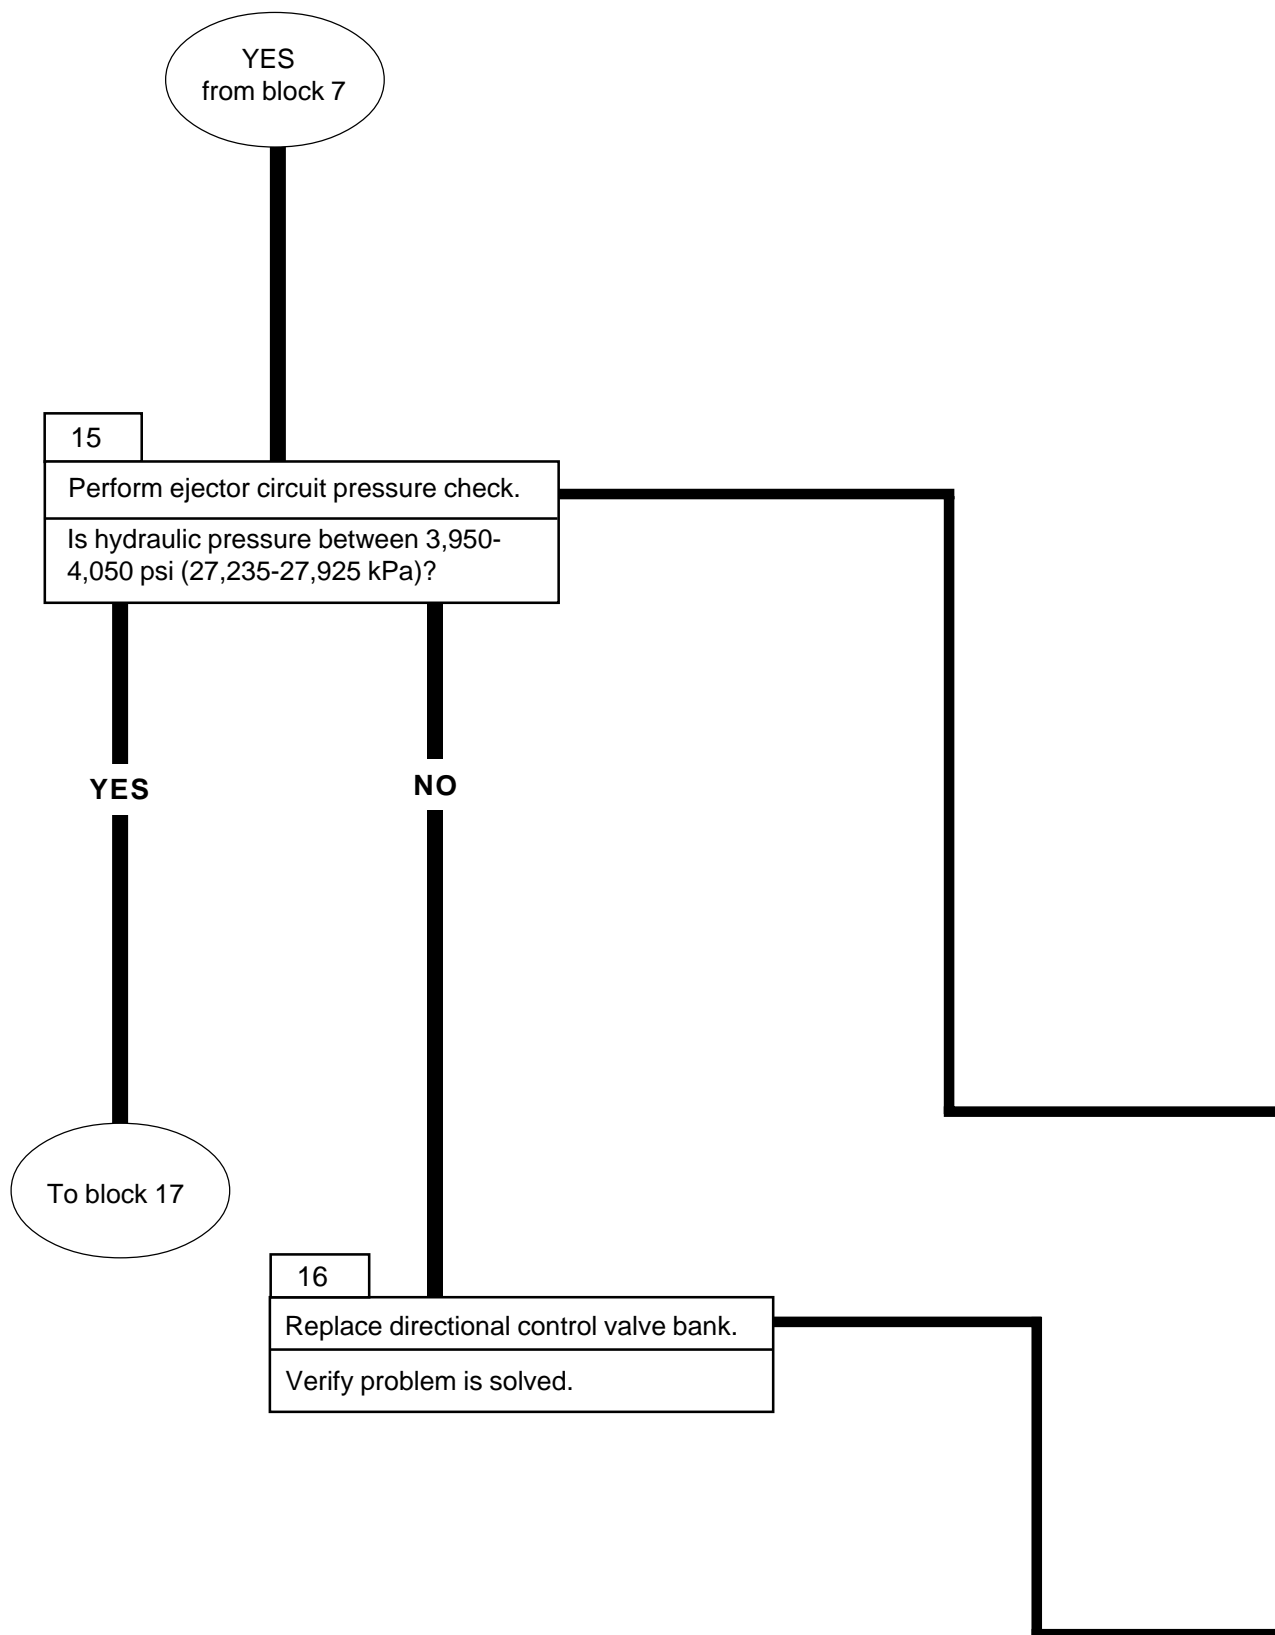 YES
from block 7
15
Perform ejector circuit pressure check.
Is hydraulic pressure between 3,950-
4,050 psi (27,235-27,925 kPa)?
YES
NO
To block 17
16
Replace directional control valve bank.
Verify problem is solved.